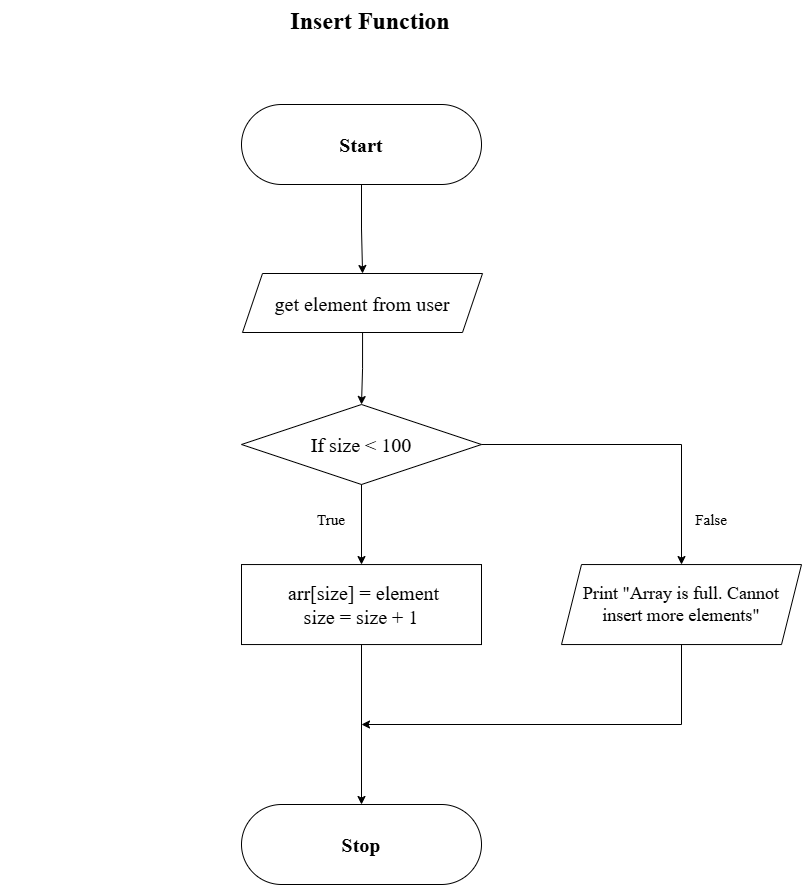 Insert Function
Start
get element from user
If size < 100
True
False
arr[size] = element
size = size + 1
Print "Array is full. Cannot
insert more elements"
Stop